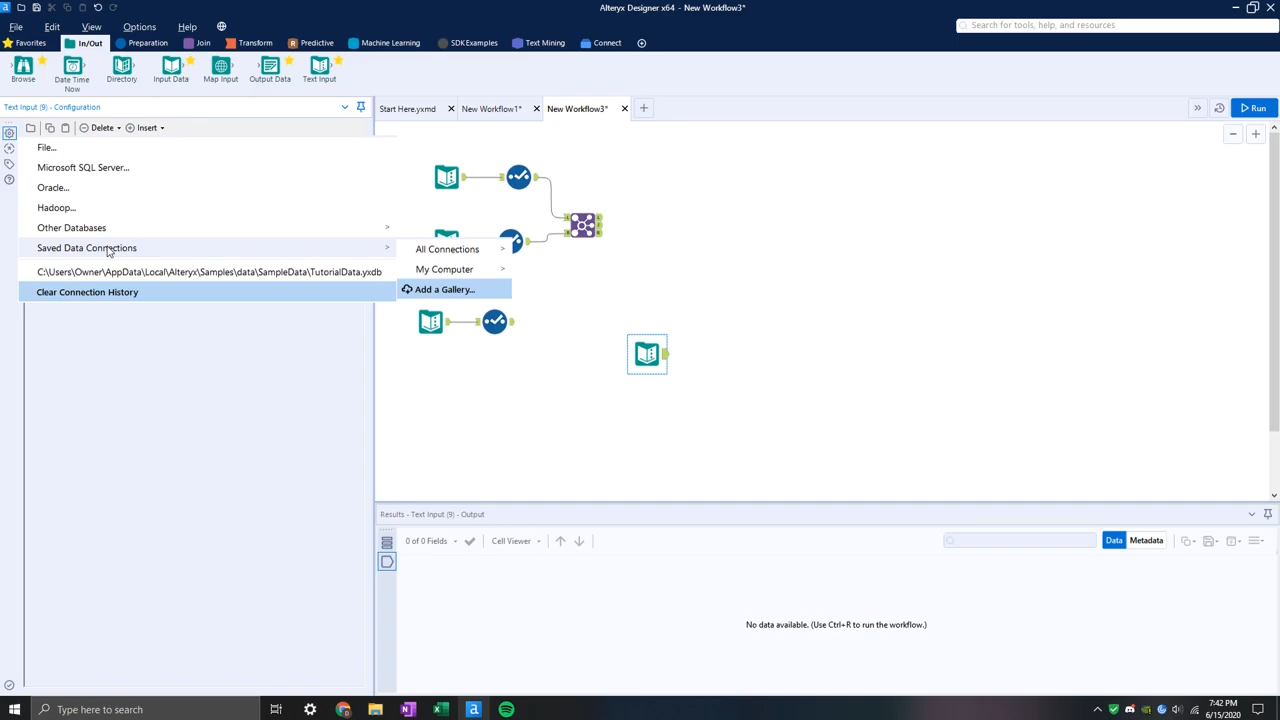 Alteryx Designer x64 - New Workflow3*
File Edit View Options Help
Search for tools, help, and resources
Favorites In/Out Preparation Join Transform Predictive Machine Learning SDKExamples Text Mining Connect
Browse Date Time Now Directory Input Data Map Input Output Data Text Input
Text Input (9) - Configuration
Start Here.yxmd New Workflow1* New Workflow3* Run
Delete Insert
File...
Microsoft SQL Server...
Oracle...
Hadoop...
Other Databases
Saved Data Connections
All Connections
My Computer
Add a Gallery...
C:\Users\Owner\AppData\Local\Alteryx\Samples\data\SampleData\TutorialData.yxdb
Clear Connection History
Results - Text Input (9) - Output
0 of 0 Fields Cell Viewer Data Metadata
No data available. (Use Ctrl+R to run the workflow.)
Type here to search
7:42 PM
6/15/2020